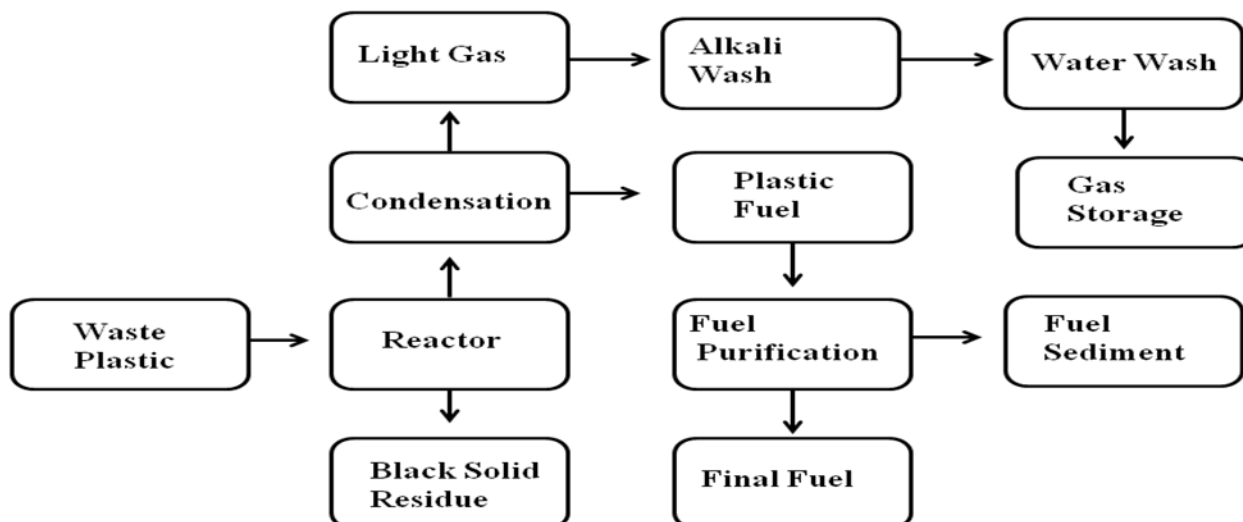 Light Gas
Alkali
Wash
Water Wash
Condensation
Plastic
Fuel
Gas
Storage
Waste
Plastic
Reactor
Fuel
Purification
Fuel
Sediment
Black Solid
Residue
Final Fuel